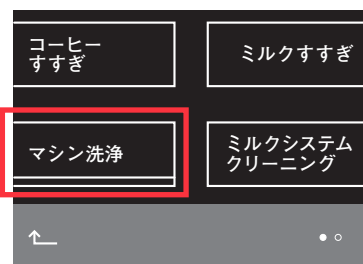 コーヒー
すすぎ
ミルクすすぎ
マシン洗浄
ミルクシステム
クリーニング